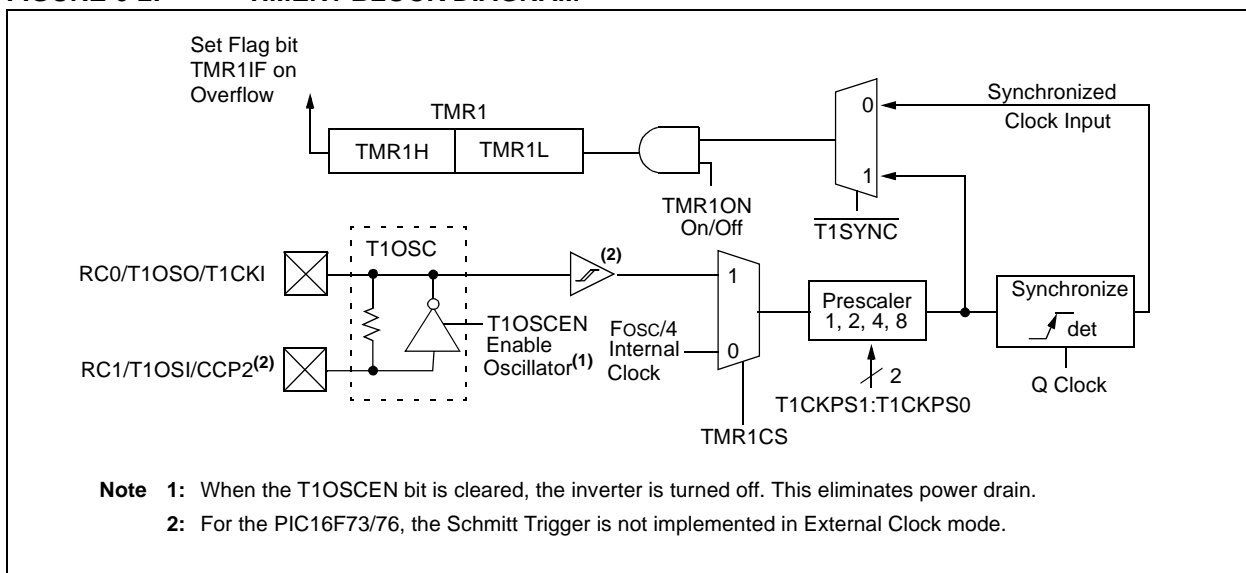 Set Flag bit
TMR1IF on
Overflow
TMR1
TMR1H
TMR1L
TMR1ON
On/Off
0
1
T1SYNC
Synchronized
Clock Input
RC0/T1OSO/T1CKI
T1OSC
(2)
RC1/T1OSI/CCP2(2)
T1OSCEN
Enable
Oscillator(1)
FOSC/4
Internal
Clock
1
0
TMR1CS
Prescaler
1, 2, 4, 8
2
T1CKPS1:T1CKPS0
Synchronize
det
Q Clock
Note 1: When the T1OSCEN bit is cleared, the inverter is turned off. This eliminates power drain.
2: For the PIC16F73/76, the Schmitt Trigger is not implemented in External Clock mode.